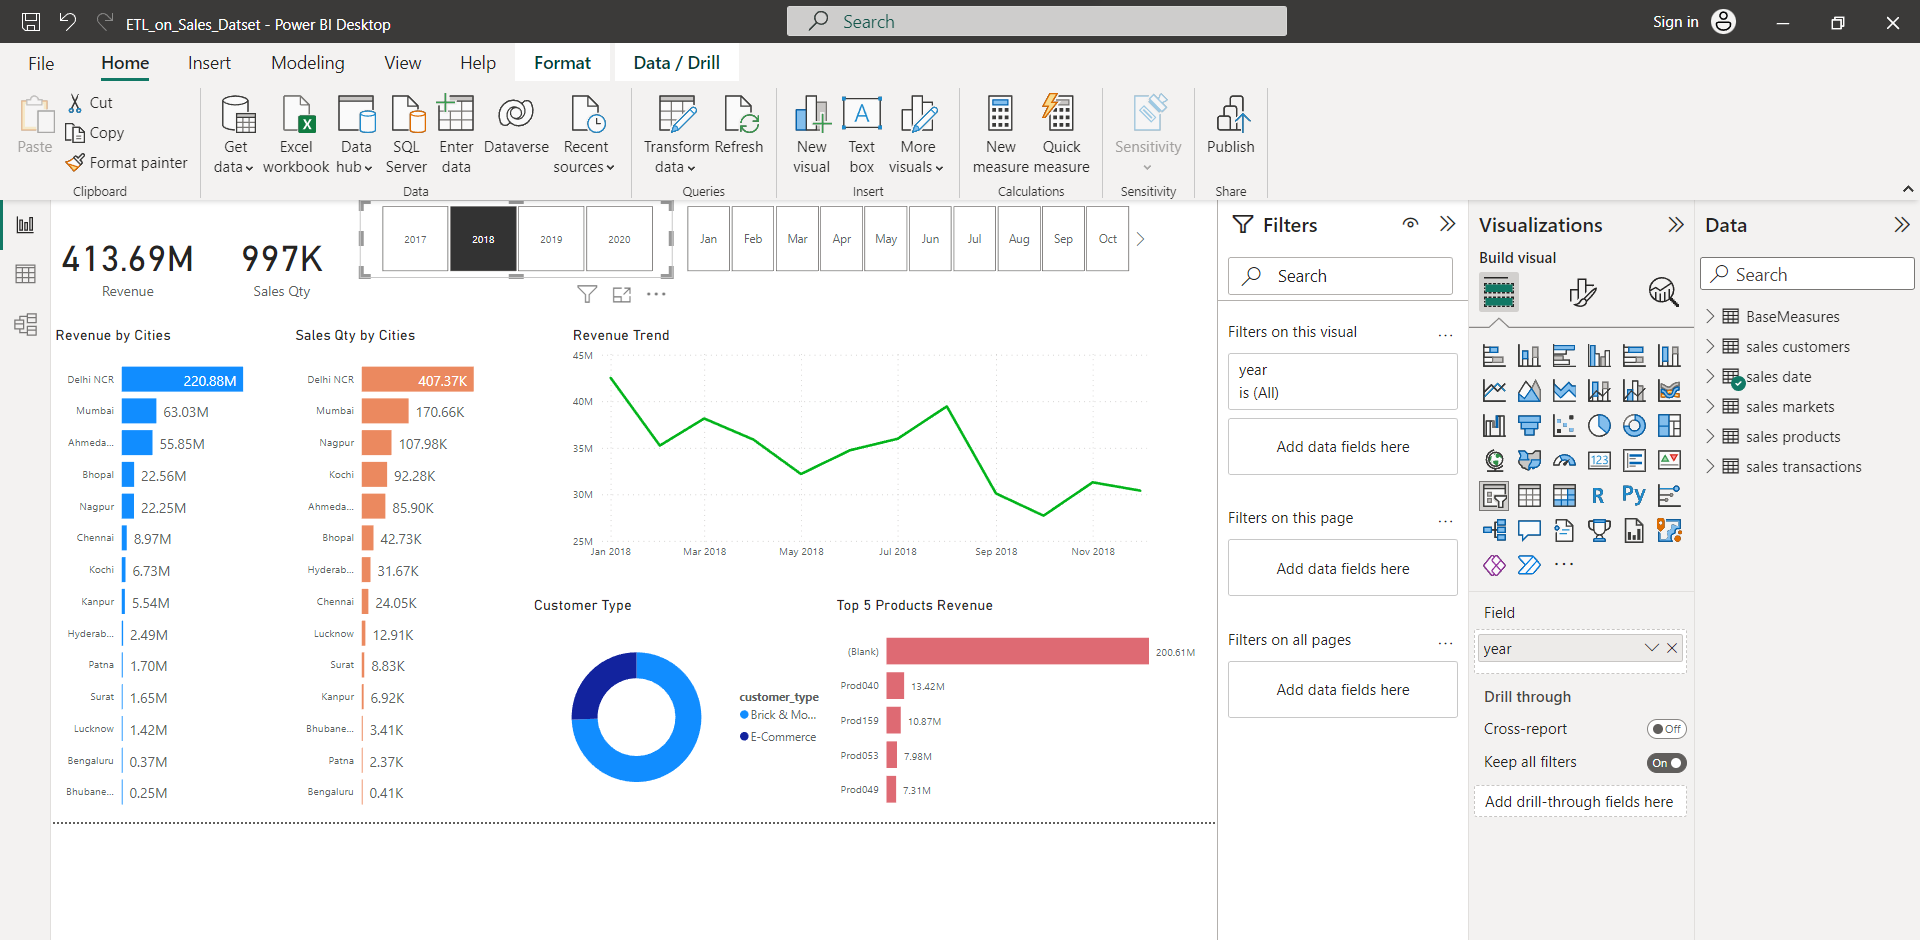 ETL_on_Sales_Datset - Power BI Desktop
Search
Sign in
File Home Insert Modeling View Help Format Data / Drill
Paste
Cut
Copy
Format painter
Clipboard
Get data
Excel workbook
Data hub
SQL Server
Enter data
Dataverse
Recent sources
Data
Transform data
Refresh
Queries
New visual
Text box
More visuals
Insert
New measure
Quick measure
Calculations
Sensitivity
Sensitivity
Publish
Share
413.69M
Revenue
997K
Sales Qty
2017 2018 2019 2020
Jan Feb Mar Apr May Jun Jul Aug Sep Oct
Revenue by Cities
Delhi NCR 220.88M
Mumbai 63.03M
Ahmeda... 55.85M
Bhopal 22.56M
Nagpur 22.25M
Chennai 8.97M
Kochi 6.73M
Kanpur 5.54M
Hyderab... 2.49M
Patna 1.70M
Surat 1.65M
Lucknow 1.42M
Bengaluru 0.37M
Bhubane... 0.25M
Sales Qty by Cities
Delhi NCR 407.37K
Mumbai 170.66K
Nagpur 107.98K
Kochi 92.28K
Ahmeda... 85.90K
Bhopal 42.73K
Hyderab... 31.67K
Chennai 24.05K
Lucknow 12.91K
Surat 8.83K
Kanpur 6.92K
Bhubane... 3.41K
Patna 2.37K
Bengaluru 0.41K
Revenue Trend
45M
40M
35M
30M
25M
Jan 2018 Mar 2018 May 2018 Jul 2018 Sep 2018 Nov 2018
Customer Type
customer_type
Brick & Mo...
E-Commerce
Top 5 Products Revenue
(Blank) 200.61M
Prod040 13.42M
Prod159 10.87M
Prod053 7.98M
Prod049 7.31M
Filters
Search
Filters on this visual ...
year
is (All)
Add data fields here
Filters on this page ...
Add data fields here
Filters on all pages ...
Add data fields here
Visualizations
Build visual
123
R
Py
...
Field
year
Drill through
Cross-report Off
Keep all filters On
Add drill-through fields here
Data
Search
BaseMeasures
sales customers
sales date
sales markets
sales products
sales transactions